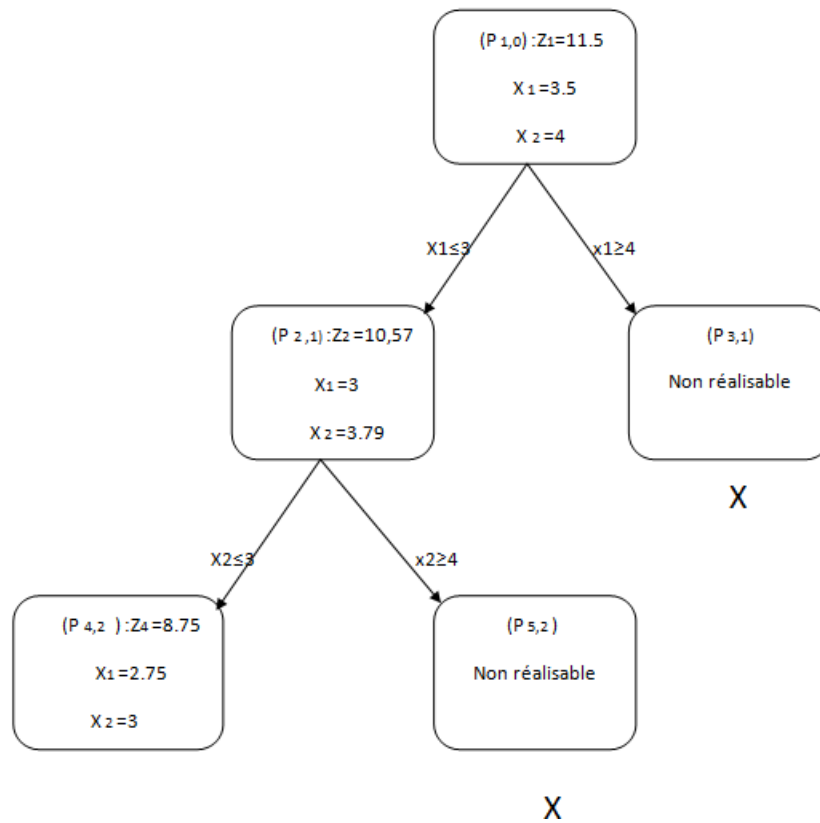 (P 1,0) :Z1=11.5
X 1 =3.5
X 2 =4
X1≤3
x1≥4
(P 2 ,1) :Z2 =10,57
X1 =3
X 2 =3.79
(P 3,1)
Non réalisable
X
X2≤3
x2≥4
(P 4,2 ) :Z4=8.75
X1 =2.75
X 2 =3
(P 5,2 )
Non réalisable
X